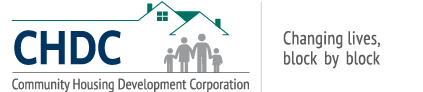 CHDC
Community Housing Development Corporation
Changing lives,
block by block